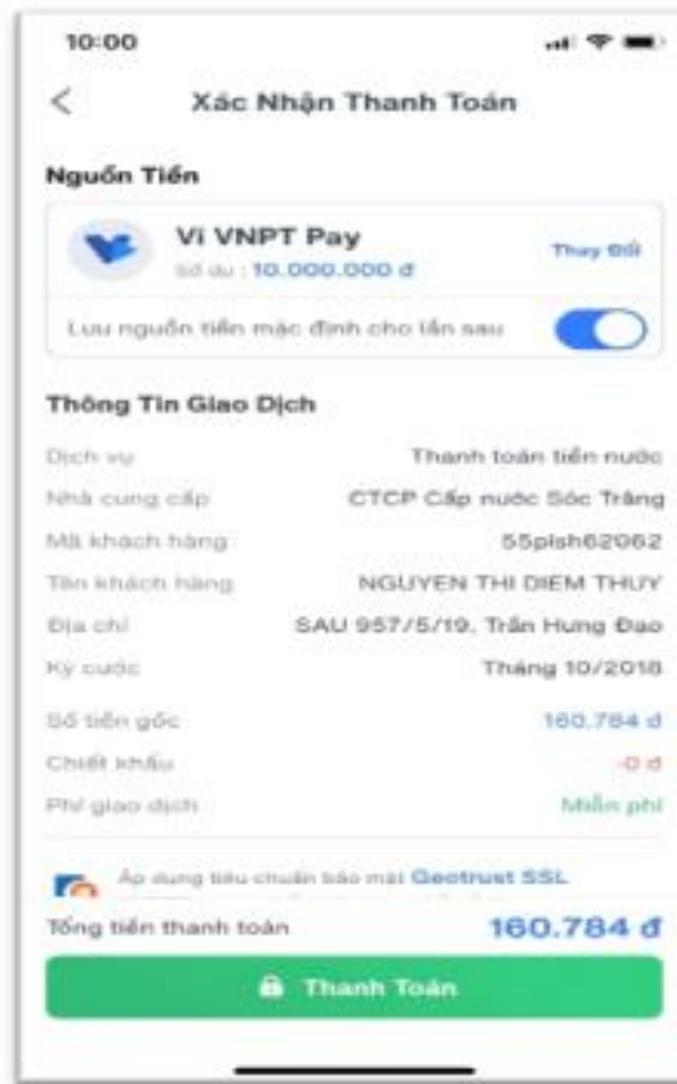 10:00
Xác Nhận Thanh Toán
Nguồn Tiền
Ví VNPT Pay
Số dư : 10.000.000 đ
Thay Đổi
Lưu nguồn tiền mặc định cho lần sau
Thông Tin Giao Dịch
Dịch vụ Thanh toán tiền nước
Nhà cung cấp CTCP Cấp nước Sóc Trăng
Mã khách hàng 55plsh62062
Tên khách hàng NGUYEN THI DIEM THUY
Địa chỉ SAU 957/5/19, Trần Hưng Đạo
Kỳ cước Tháng 10/2018
Số tiền gốc 160.784 đ
Chiết khấu -0 đ
Phí giao dịch Miễn phí
Áp dụng tiêu chuẩn bảo mật Geotrust SSL
Tổng tiền thanh toán 160.784 đ
Thanh Toán